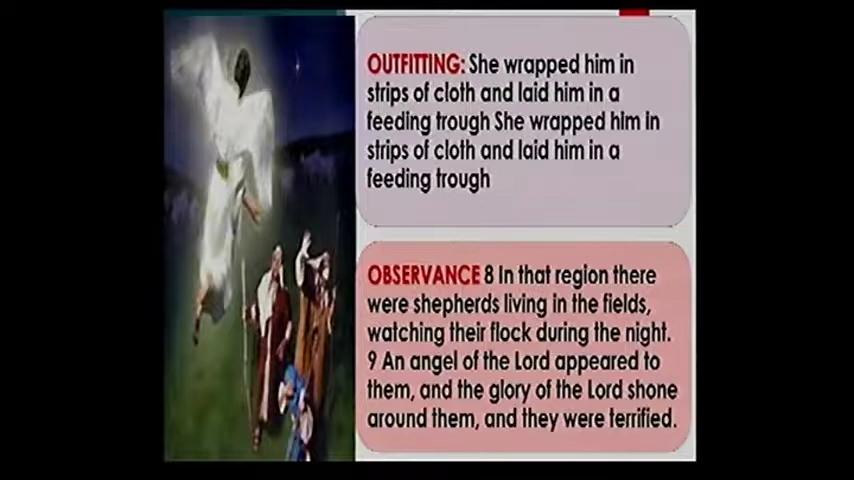 OUTFITTING: She wrapped him in
strips of cloth and laid him in a
feeding trough She wrapped him in
strips of cloth and laid him in a
feeding trough
OBSERVANCE 8 In that region there
were shepherds living in the fields,
watching their flock during the night.
9 An angel of the Lord appeared to
them, and the glory of the Lord shone
around them, and they were terrified.